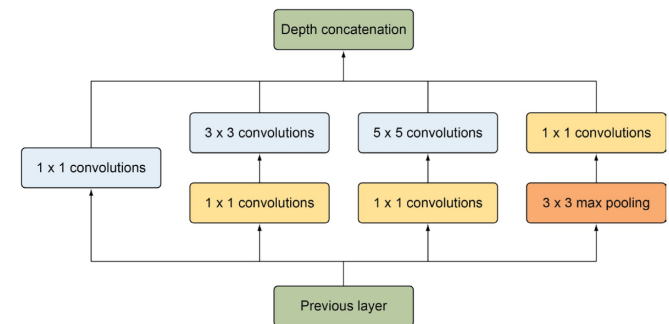 Depth concatenation
3 x 3 convolutions
5 x 5 convolutions
1 x 1 convolutions
1 x 1 convolutions
1 x 1 convolutions
1 x 1 convolutions
3 x 3 max pooling
Previous layer